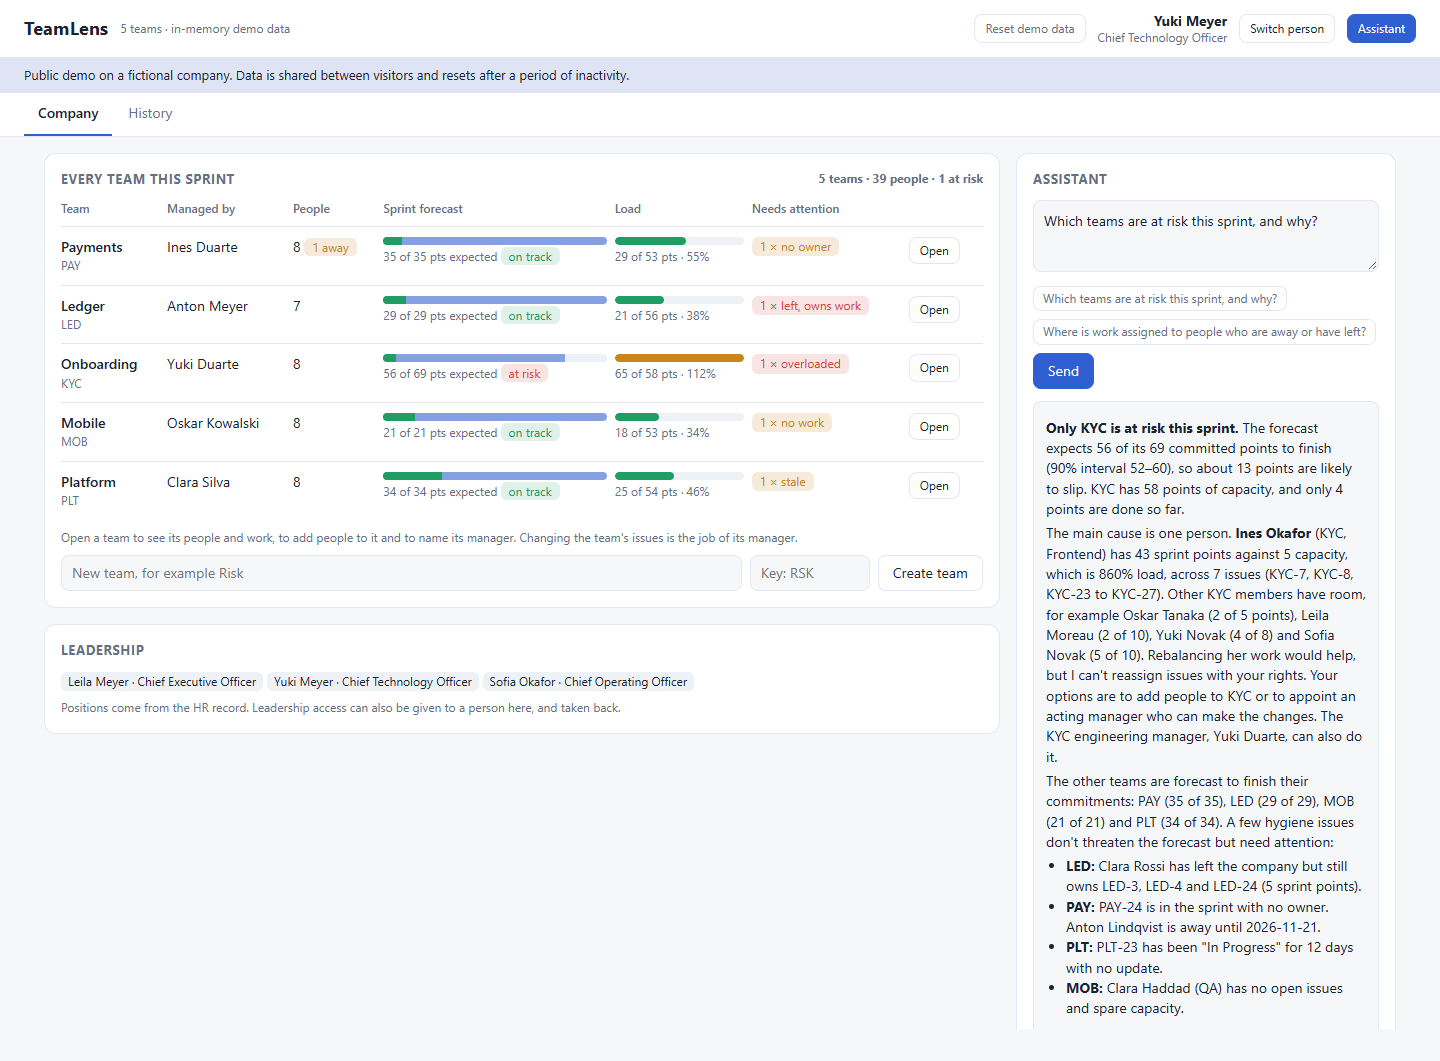 TeamLens
5 teams · in-memory demo data
Reset demo data
Yuki Meyer
Chief Technology Officer
Switch person
Assistant
Public demo on a fictional company. Data is shared between visitors and resets after a period of inactivity.
Company
History
EVERY TEAM THIS SPRINT
5 teams · 39 people · 1 at risk
Team
Managed by
People
Sprint forecast
Load
Needs attention
Payments
PAY
Ines Duarte
8 1 away
35 of 35 pts expected on track
29 of 53 pts · 55%
1 × no owner
Open
Ledger
LED
Anton Meyer
7
29 of 29 pts expected on track
21 of 56 pts · 38%
1 × left, owns work
Open
Onboarding
KYC
Yuki Duarte
8
56 of 69 pts expected at risk
65 of 58 pts · 112%
1 × overloaded
Open
Mobile
MOB
Oskar Kowalski
8
21 of 21 pts expected on track
18 of 53 pts · 34%
1 × no work
Open
Platform
PLT
Clara Silva
8
34 of 34 pts expected on track
25 of 54 pts · 46%
1 × stale
Open
Open a team to see its people and work, to add people to it and to name its manager. Changing the team's issues is the job of its manager.
New team, for example Risk
Key: RSK
Create team
LEADERSHIP
Leila Meyer · Chief Executive Officer
Yuki Meyer · Chief Technology Officer
Sofia Okafor · Chief Operating Officer
Positions come from the HR record. Leadership access can also be given to a person here, and taken back.
ASSISTANT
Which teams are at risk this sprint, and why?
Which teams are at risk this sprint, and why?
Where is work assigned to people who are away or have left?
Send
Only KYC is at risk this sprint. The forecast
expects 56 of its 69 committed points to finish
(90% interval 52–60), so about 13 points are likely
to slip. KYC has 58 points of capacity, and only 4
points are done so far.
The main cause is one person. Ines Okafor (KYC,
Frontend) has 43 sprint points against 5 capacity,
which is 860% load, across 7 issues (KYC-7, KYC-8,
KYC-23 to KYC-27). Other KYC members have room,
for example Oskar Tanaka (2 of 5 points), Leila
Moreau (2 of 10), Yuki Novak (4 of 8) and Sofia
Novak (5 of 10). Rebalancing her work would help,
but I can't reassign issues with your rights. Your
options are to add people to KYC or to appoint an
acting manager who can make the changes. The
KYC engineering manager, Yuki Duarte, can also do
it.
The other teams are forecast to finish their
commitments: PAY (35 of 35), LED (29 of 29), MOB
(21 of 21) and PLT (34 of 34). A few hygiene issues
don't threaten the forecast but need attention:
• LED: Clara Rossi has left the company but still
owns LED-3, LED-4 and LED-24 (5 sprint points).
• PAY: PAY-24 is in the sprint with no owner.
Anton Lindqvist is away until 2026-11-21.
• PLT: PLT-23 has been "In Progress" for 12 days
with no update.
• MOB: Clara Haddad (QA) has no open issues
and spare capacity.